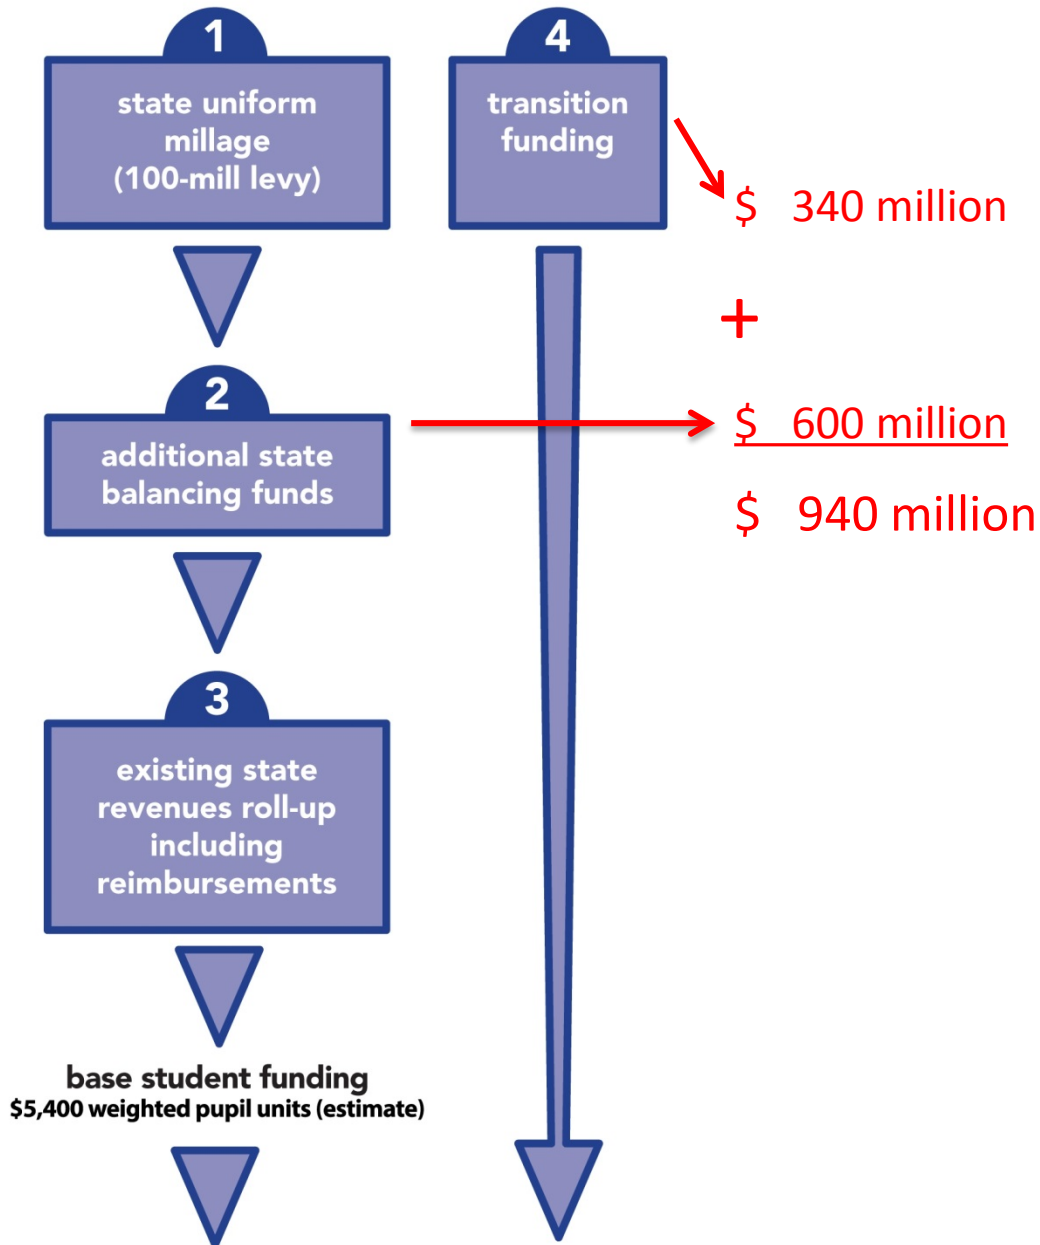 1
state uniform
millage
(100-mill levy)
4
transition
funding
$ 340 million
+
2
additional state
balancing funds
$ 600 million
$ 940 million
3
existing state
revenues roll-up
including
reimbursements
base student funding
$5,400 weighted pupil units (estimate)